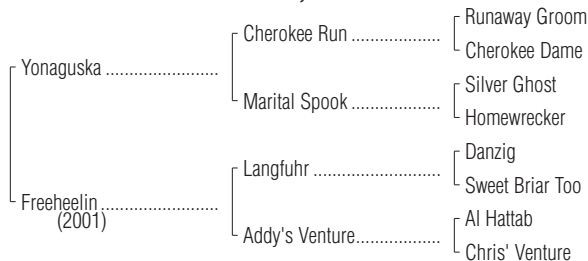 Runaway Groom
Cherokee Run ....................
Cherokee Dame
Yonaguska .........................
Silver Ghost
Marital Spook .....................
Homewrecker
Danzig
Langfuhr ............................
Sweet Briar Too
Freeheelin ..........................
(2001)
Al Hattab
Addy's Venture....................
Chris' Venture